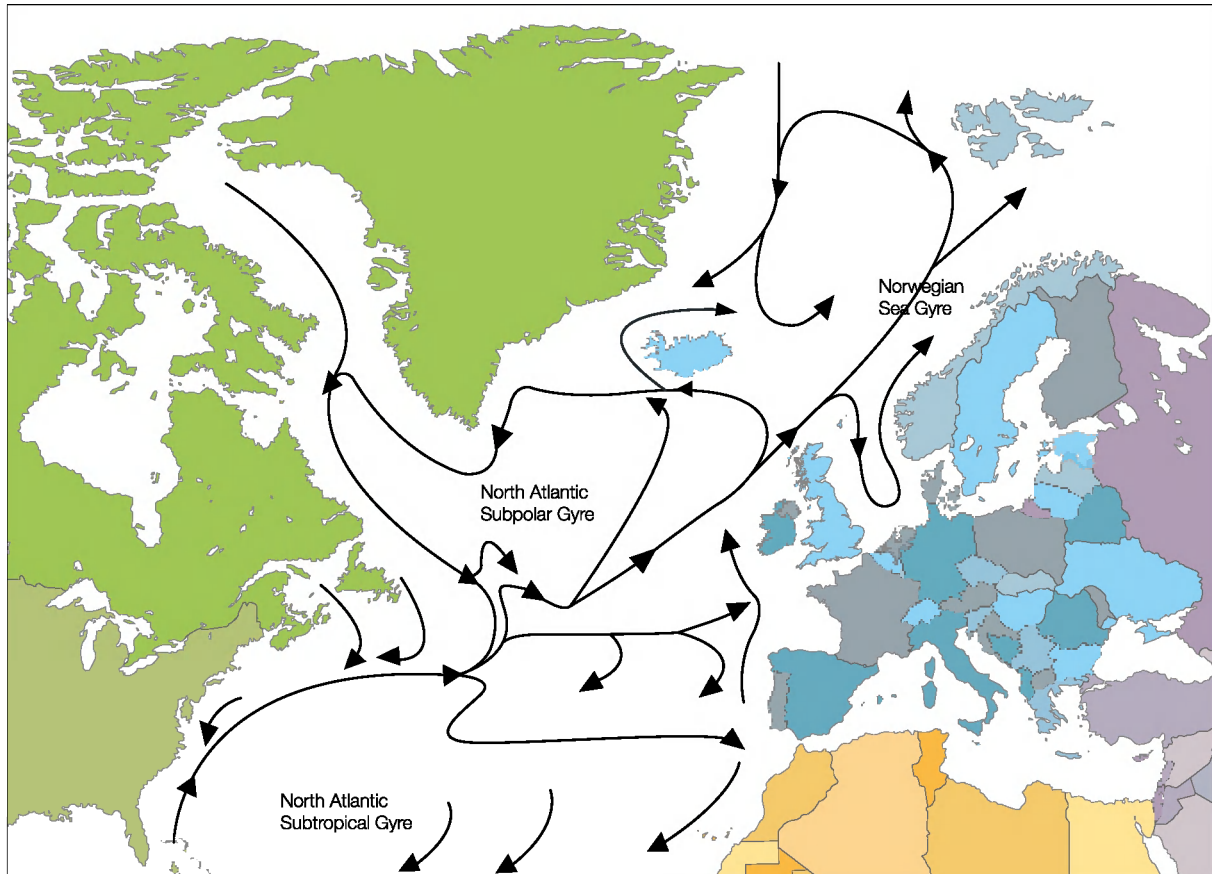 Norwegian
Sea Gyre
North Atlantic
Subpolar Gyre
North Atlantic
Subtropical Gyre